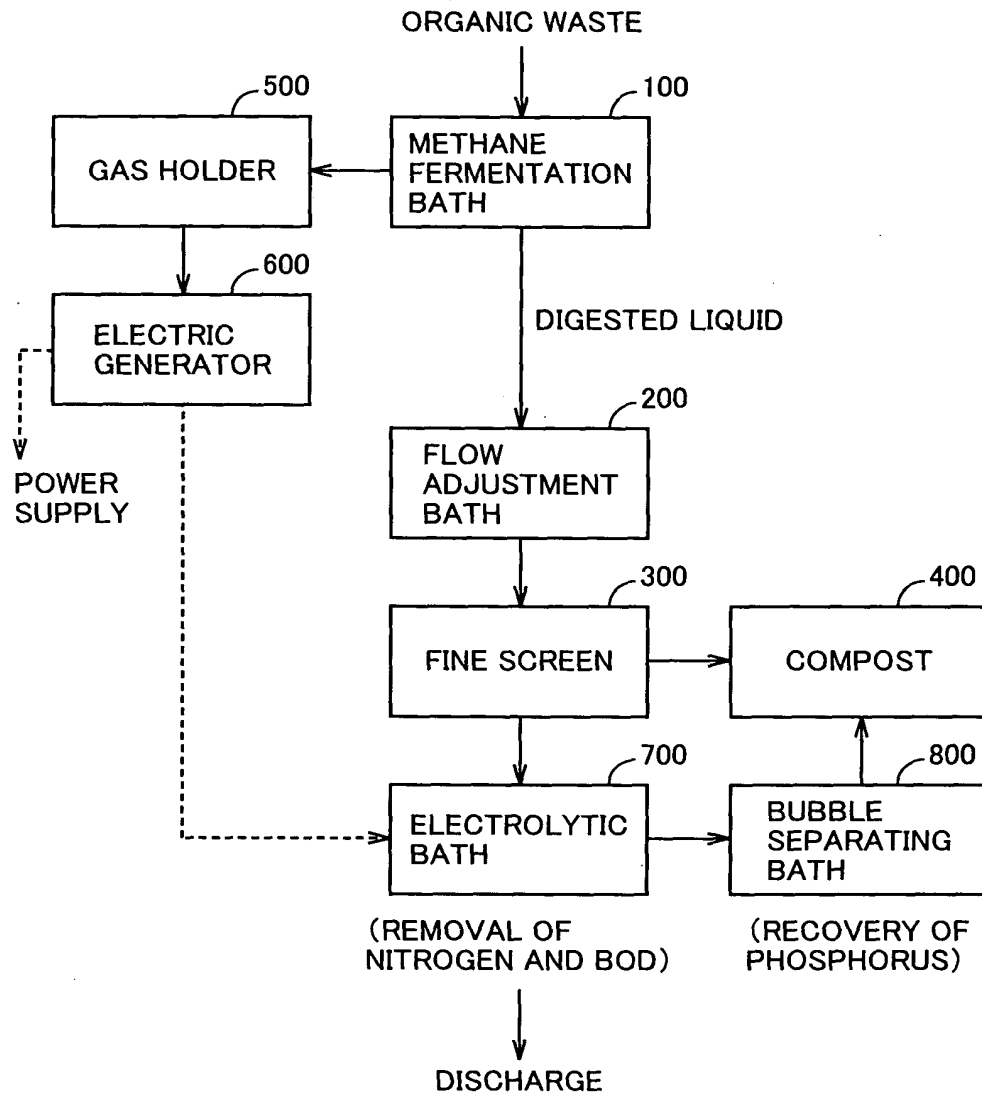 ORGANIC WASTE
500
100
GAS HOLDER
METHANE
FERMENTATION
BATH
600
ELECTRIC
GENERATOR
DIGESTED LIQUID
200
POWER
SUPPLY
FLOW
ADJUSTMENT
BATH
300
400
FINE SCREEN
COMPOST
700
800
ELECTROLYTIC
BATH
BUBBLE
SEPARATING
BATH
(REMOVAL OF
NITROGEN AND BOD)
(RECOVERY OF
PHOSPHORUS)
DISCHARGE